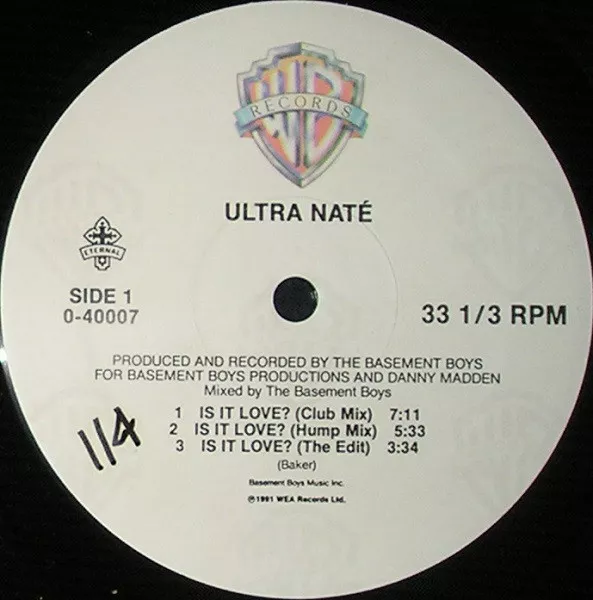 WB
RECORDS
ULTRA NATÉ
ETERNAL
SIDE 1
0-40007
33 1/3 RPM
PRODUCED AND RECORDED BY THE BASEMENT BOYS
FOR BASEMENT BOYS PRODUCTIONS AND DANNY MADDEN
Mixed by The Basement Boys
1 IS IT LOVE? (Club Mix) 7:11
2 IS IT LOVE? (Hump Mix) 5:33
3 IS IT LOVE? (The Edit) 3:34
(Baker)
Basement Boys Music Inc.
℗1991 WEA Records Ltd.
114